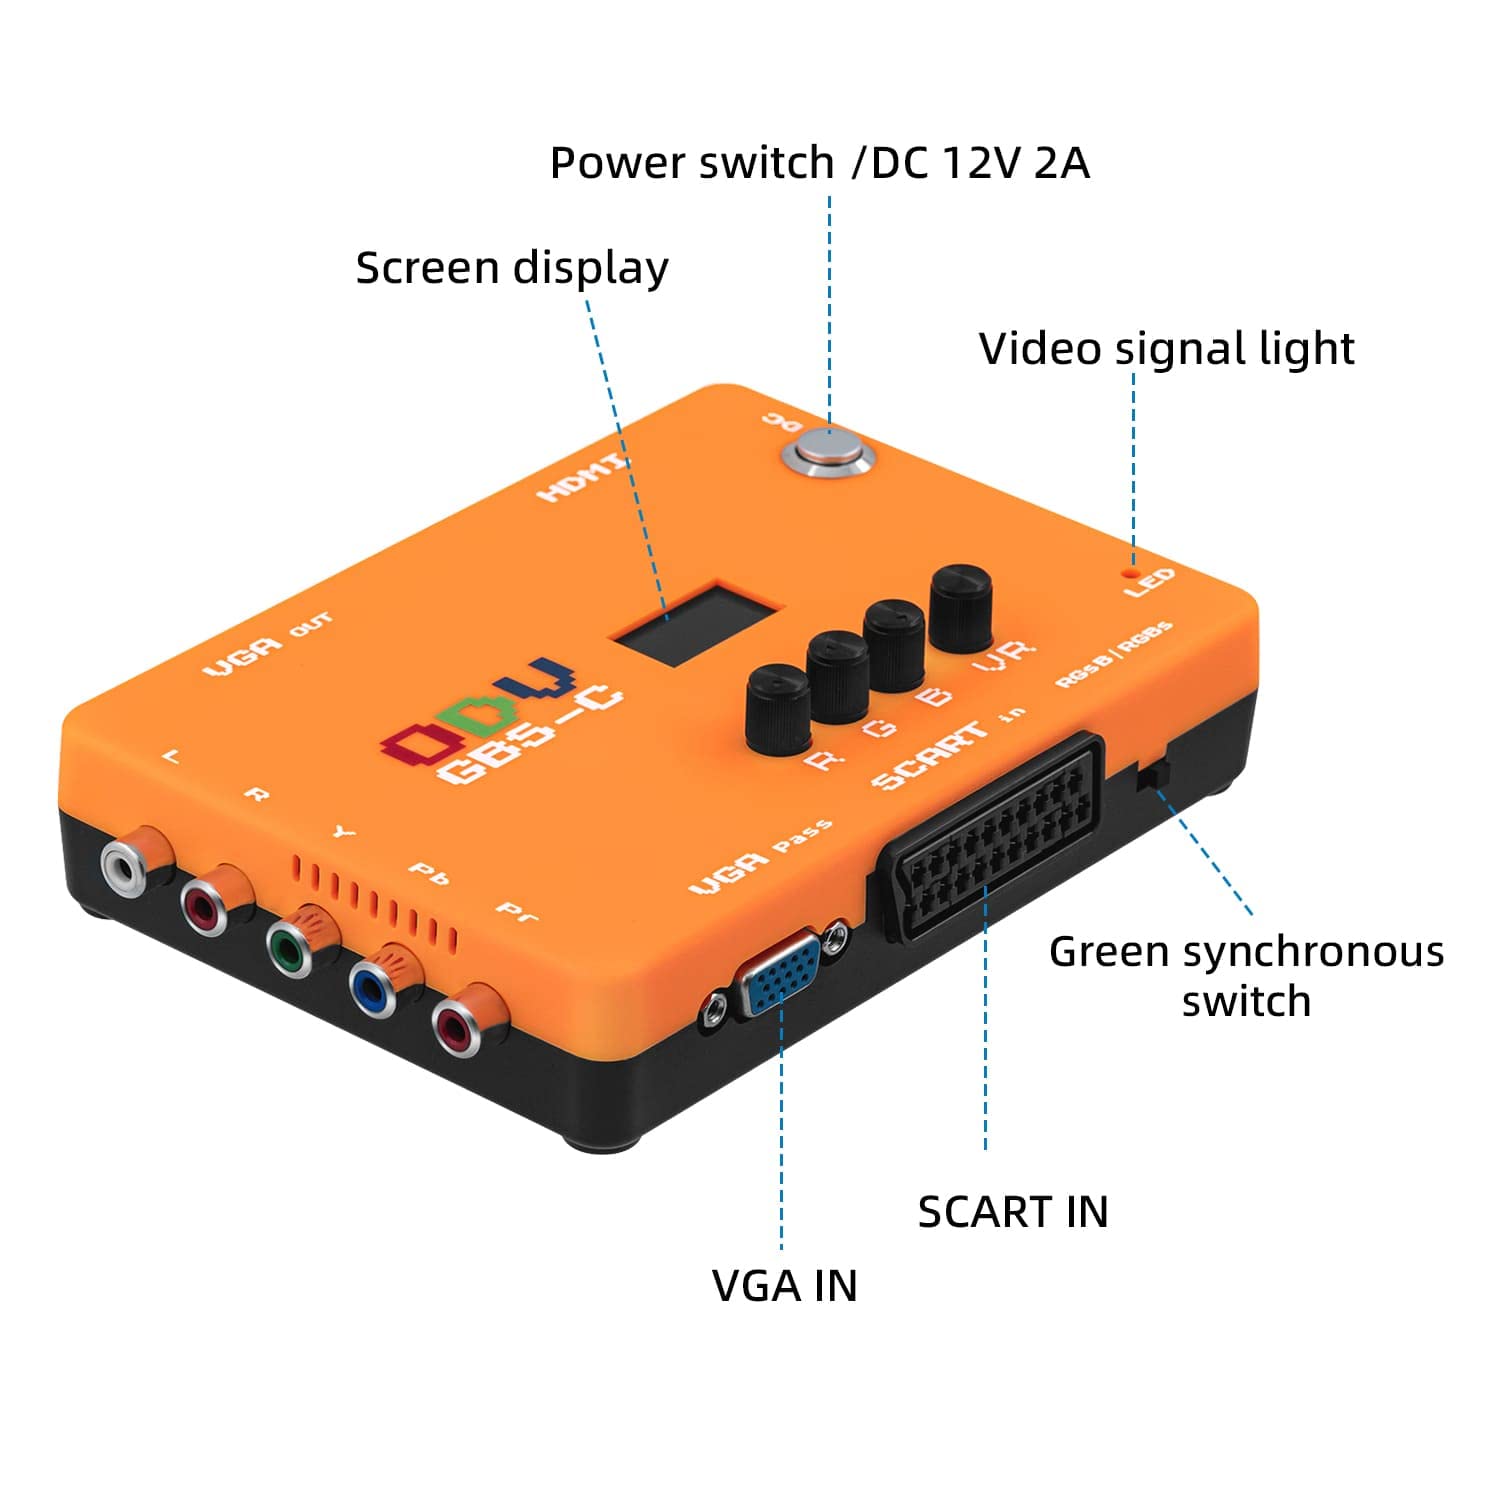 Power switch /DC 12V 2A
Screen display
Video signal light
DC
HDMI
LED
VGA OUT
RGsB/RGBs
ODV
GBS-C
R G B VR
SCART in
L
R
Y
Pb
Pr
VGA Pass
Green synchronous
switch
SCART IN
VGA IN